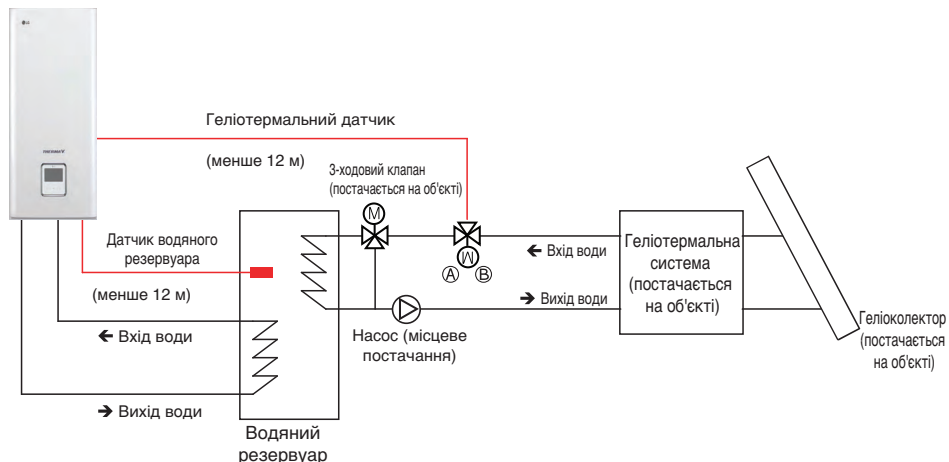 LG
THERMA V
Геліотермальний датчик
(менше 12 м)
3-ходовий клапан
(постачається на об'єкті)
M
M
A
B
Датчик водяного
резервуара
(менше 12 м)
← Вхід води
→ Вихід води
Водяний
резервуар
Насос (місцеве
постачання)
← Вхід води
→ Вихід води
Геліотермальна
система
(постачається
на об'єкті)
Геліоколектор
(постачається
на об'єкті)